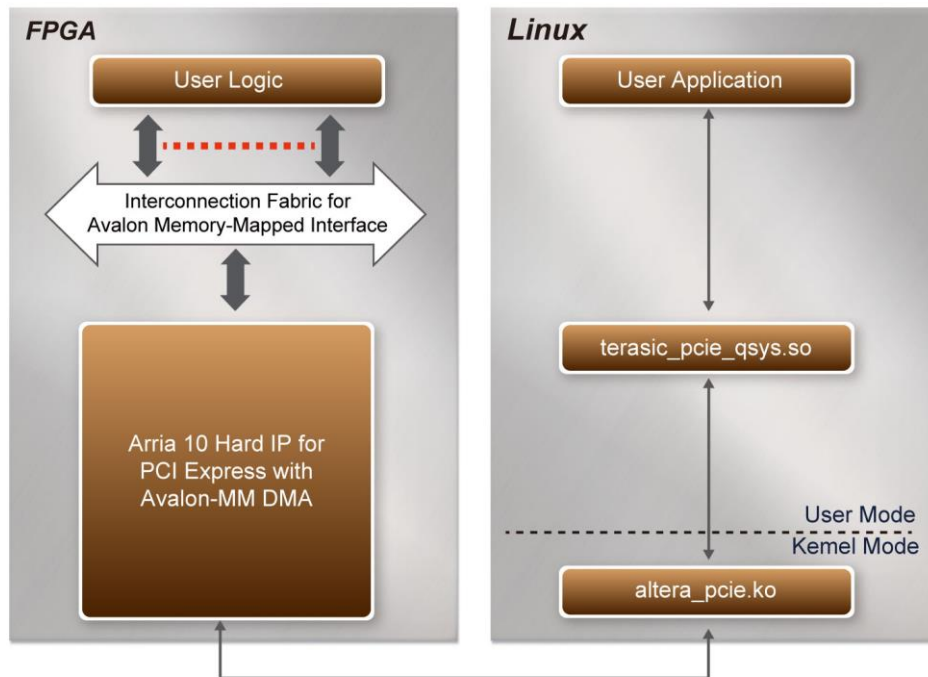 FPGA
User Logic
Interconnection Fabric for
Avalon Memory-Mapped Interface
Arria 10 Hard IP for
PCI Express with
Avalon-MM DMA
Linux
User Application
terasic_pcie_qsys.so
User Mode
Kemel Mode
altera_pcie.ko